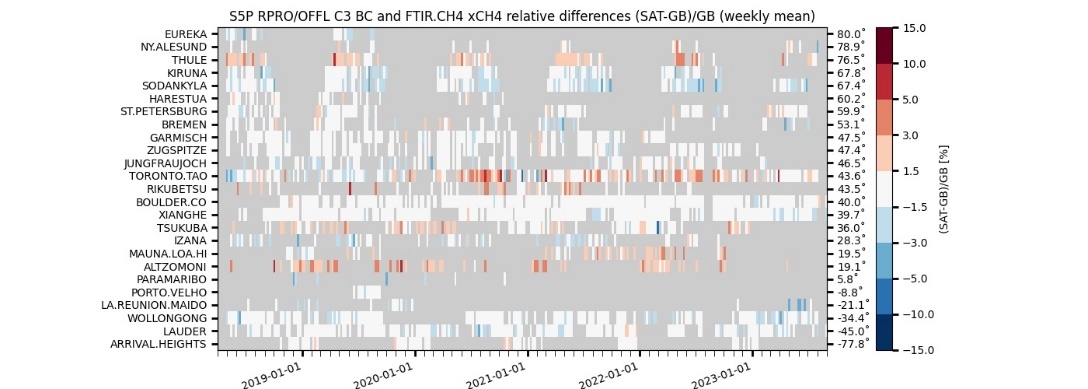 S5P RPRO/OFFL C3 BC and FTIR.CH4 xCH4 relative differences (SAT-GB)/GB (weekly mean)
EUREKA 80.0°
NY.ALESUND 78.9°
THULE 76.5°
KIRUNA 67.8°
SODANKYLA 67.4°
HARESTUA 60.2°
ST.PETERSBURG 59.9°
BREMEN 53.1°
GARMISCH 47.5°
ZUGSPITZE 47.4°
JUNGFRAUJOCH 46.5°
TORONTO.TAO 43.6°
RIKUBETSU 43.5°
BOULDER.CO 40.0°
XIANGHE 39.7°
TSUKUBA 36.0°
IZANA 28.3°
MAUNA.LOA.HI 19.5°
ALTZOMONI 19.1°
PARAMARIBO 5.8°
PORTO.VELHO -8.8°
LA.REUNION.MAIDO -21.1°
WOLLONGONG -34.4°
LAUDER -45.0°
ARRIVAL.HEIGHTS -77.8°
2019-01-01 2020-01-01 2021-01-01 2022-01-01 2023-01-01
15.0
10.0
5.0
3.0
1.5
−1.5
−3.0
−5.0
−10.0
−15.0
(SAT-GB)/GB [%]